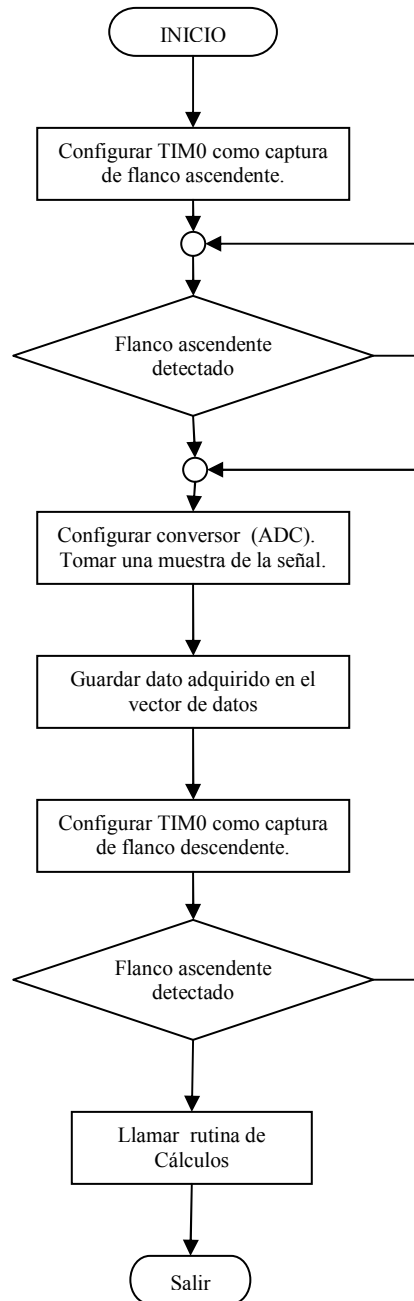 INICIO
Configurar TIM0 como captura
de flanco ascendente.
Flanco ascendente
detectado
Configurar conversor (ADC).
Tomar una muestra de la señal.
Guardar dato adquirido en el
vector de datos
Configurar TIM0 como captura
de flanco descendente.
Flanco ascendente
detectado
Llamar rutina de
Cálculos
Salir